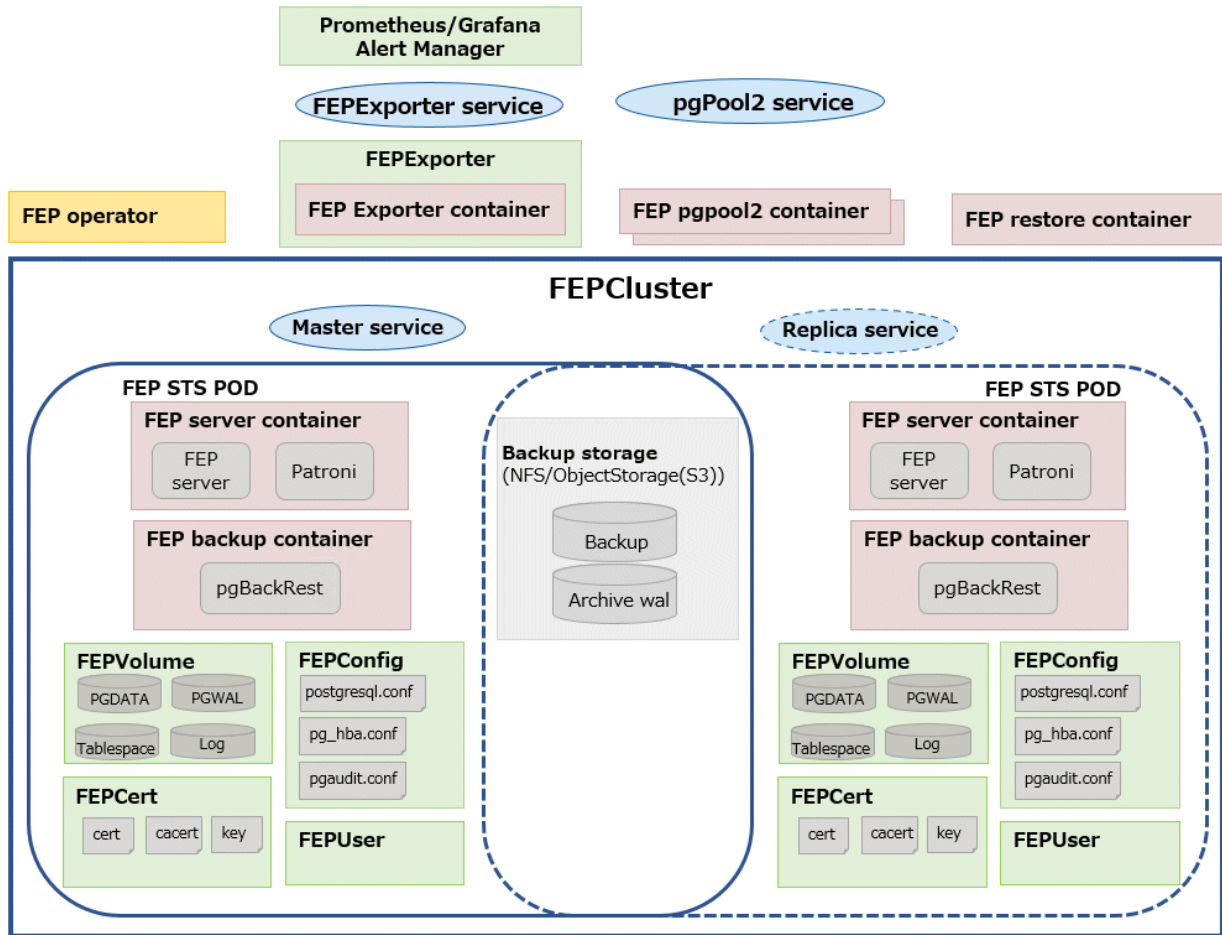 Prometheus/Grafana
Alert Manager
FEPExporter service
pgPool2 service
FEPExporter
FEP Exporter container
FEP operator
FEP pgpool2 container
FEP restore container
FEPCluster
Master service
Replica service
FEP STS POD
FEP server container
FEP
server
Patroni
FEP backup container
pgBackRest
FEPVolume
PGDATA
PGWAL
Tablespace
Log
FEPConfig
postgresql.conf
pg_hba.conf
pgaudit.conf
FEPCert
cert
cacert
key
FEPUser
Backup storage
(NFS/ObjectStorage(S3))
Backup
Archive wal
FEP STS POD
FEP server container
FEP
server
Patroni
FEP backup container
pgBackRest
FEPVolume
PGDATA
PGWAL
Tablespace
Log
FEPConfig
postgresql.conf
pg_hba.conf
pgaudit.conf
FEPCert
cert
cacert
key
FEPUser